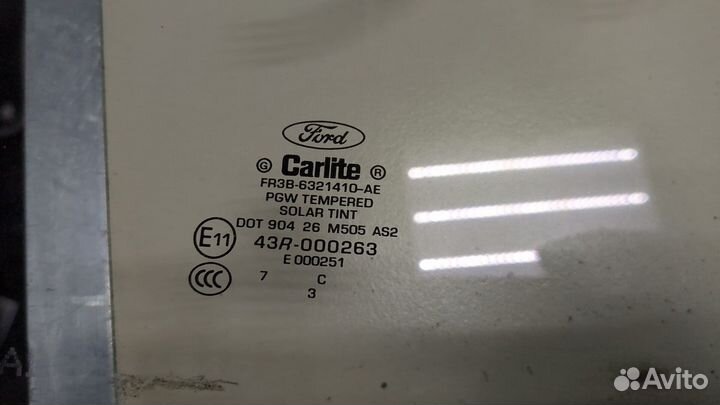 Ford
G Carlite ®
FR3B-6321410-AE
PGW TEMPERED
SOLAR TINT
DOT 904 26 M505 AS2
E11 43R-000263
E 000251
CCC 7 C
3
Avito